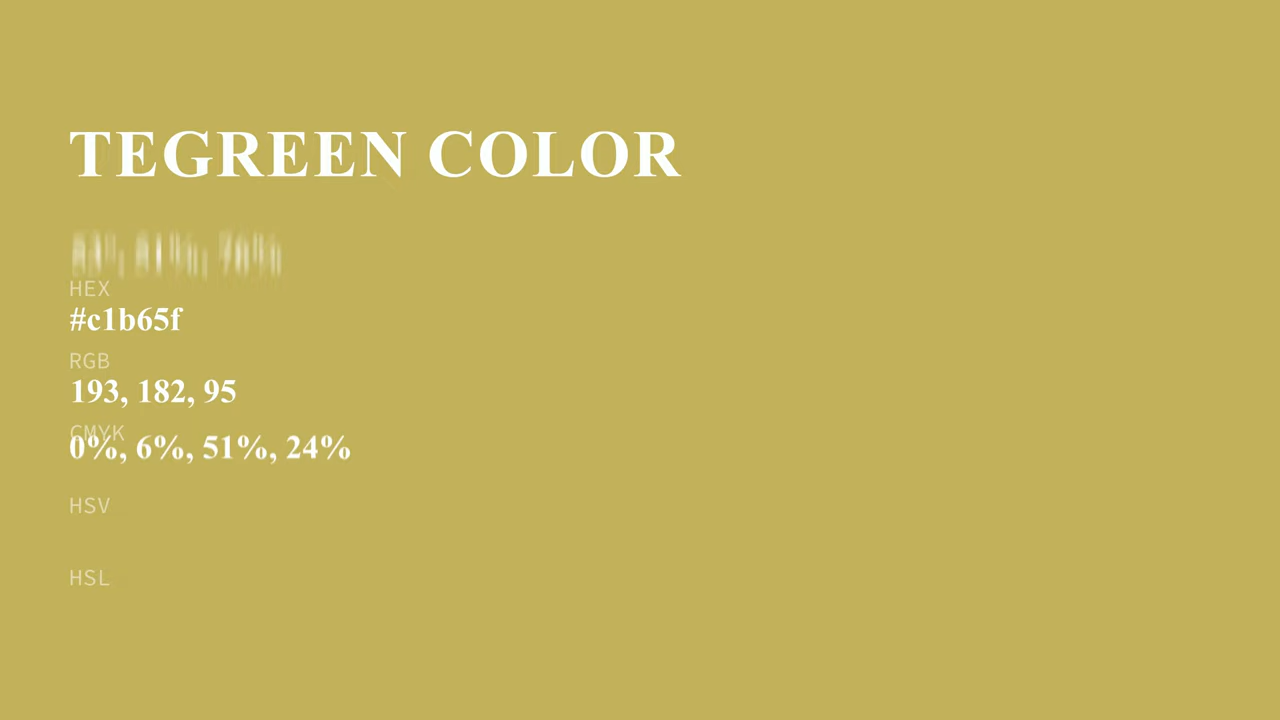 TEGREEN COLOR
HEX
#c1b65f
RGB
193, 182, 95
CMYK
0%, 6%, 51%, 24%
HSV
HSL